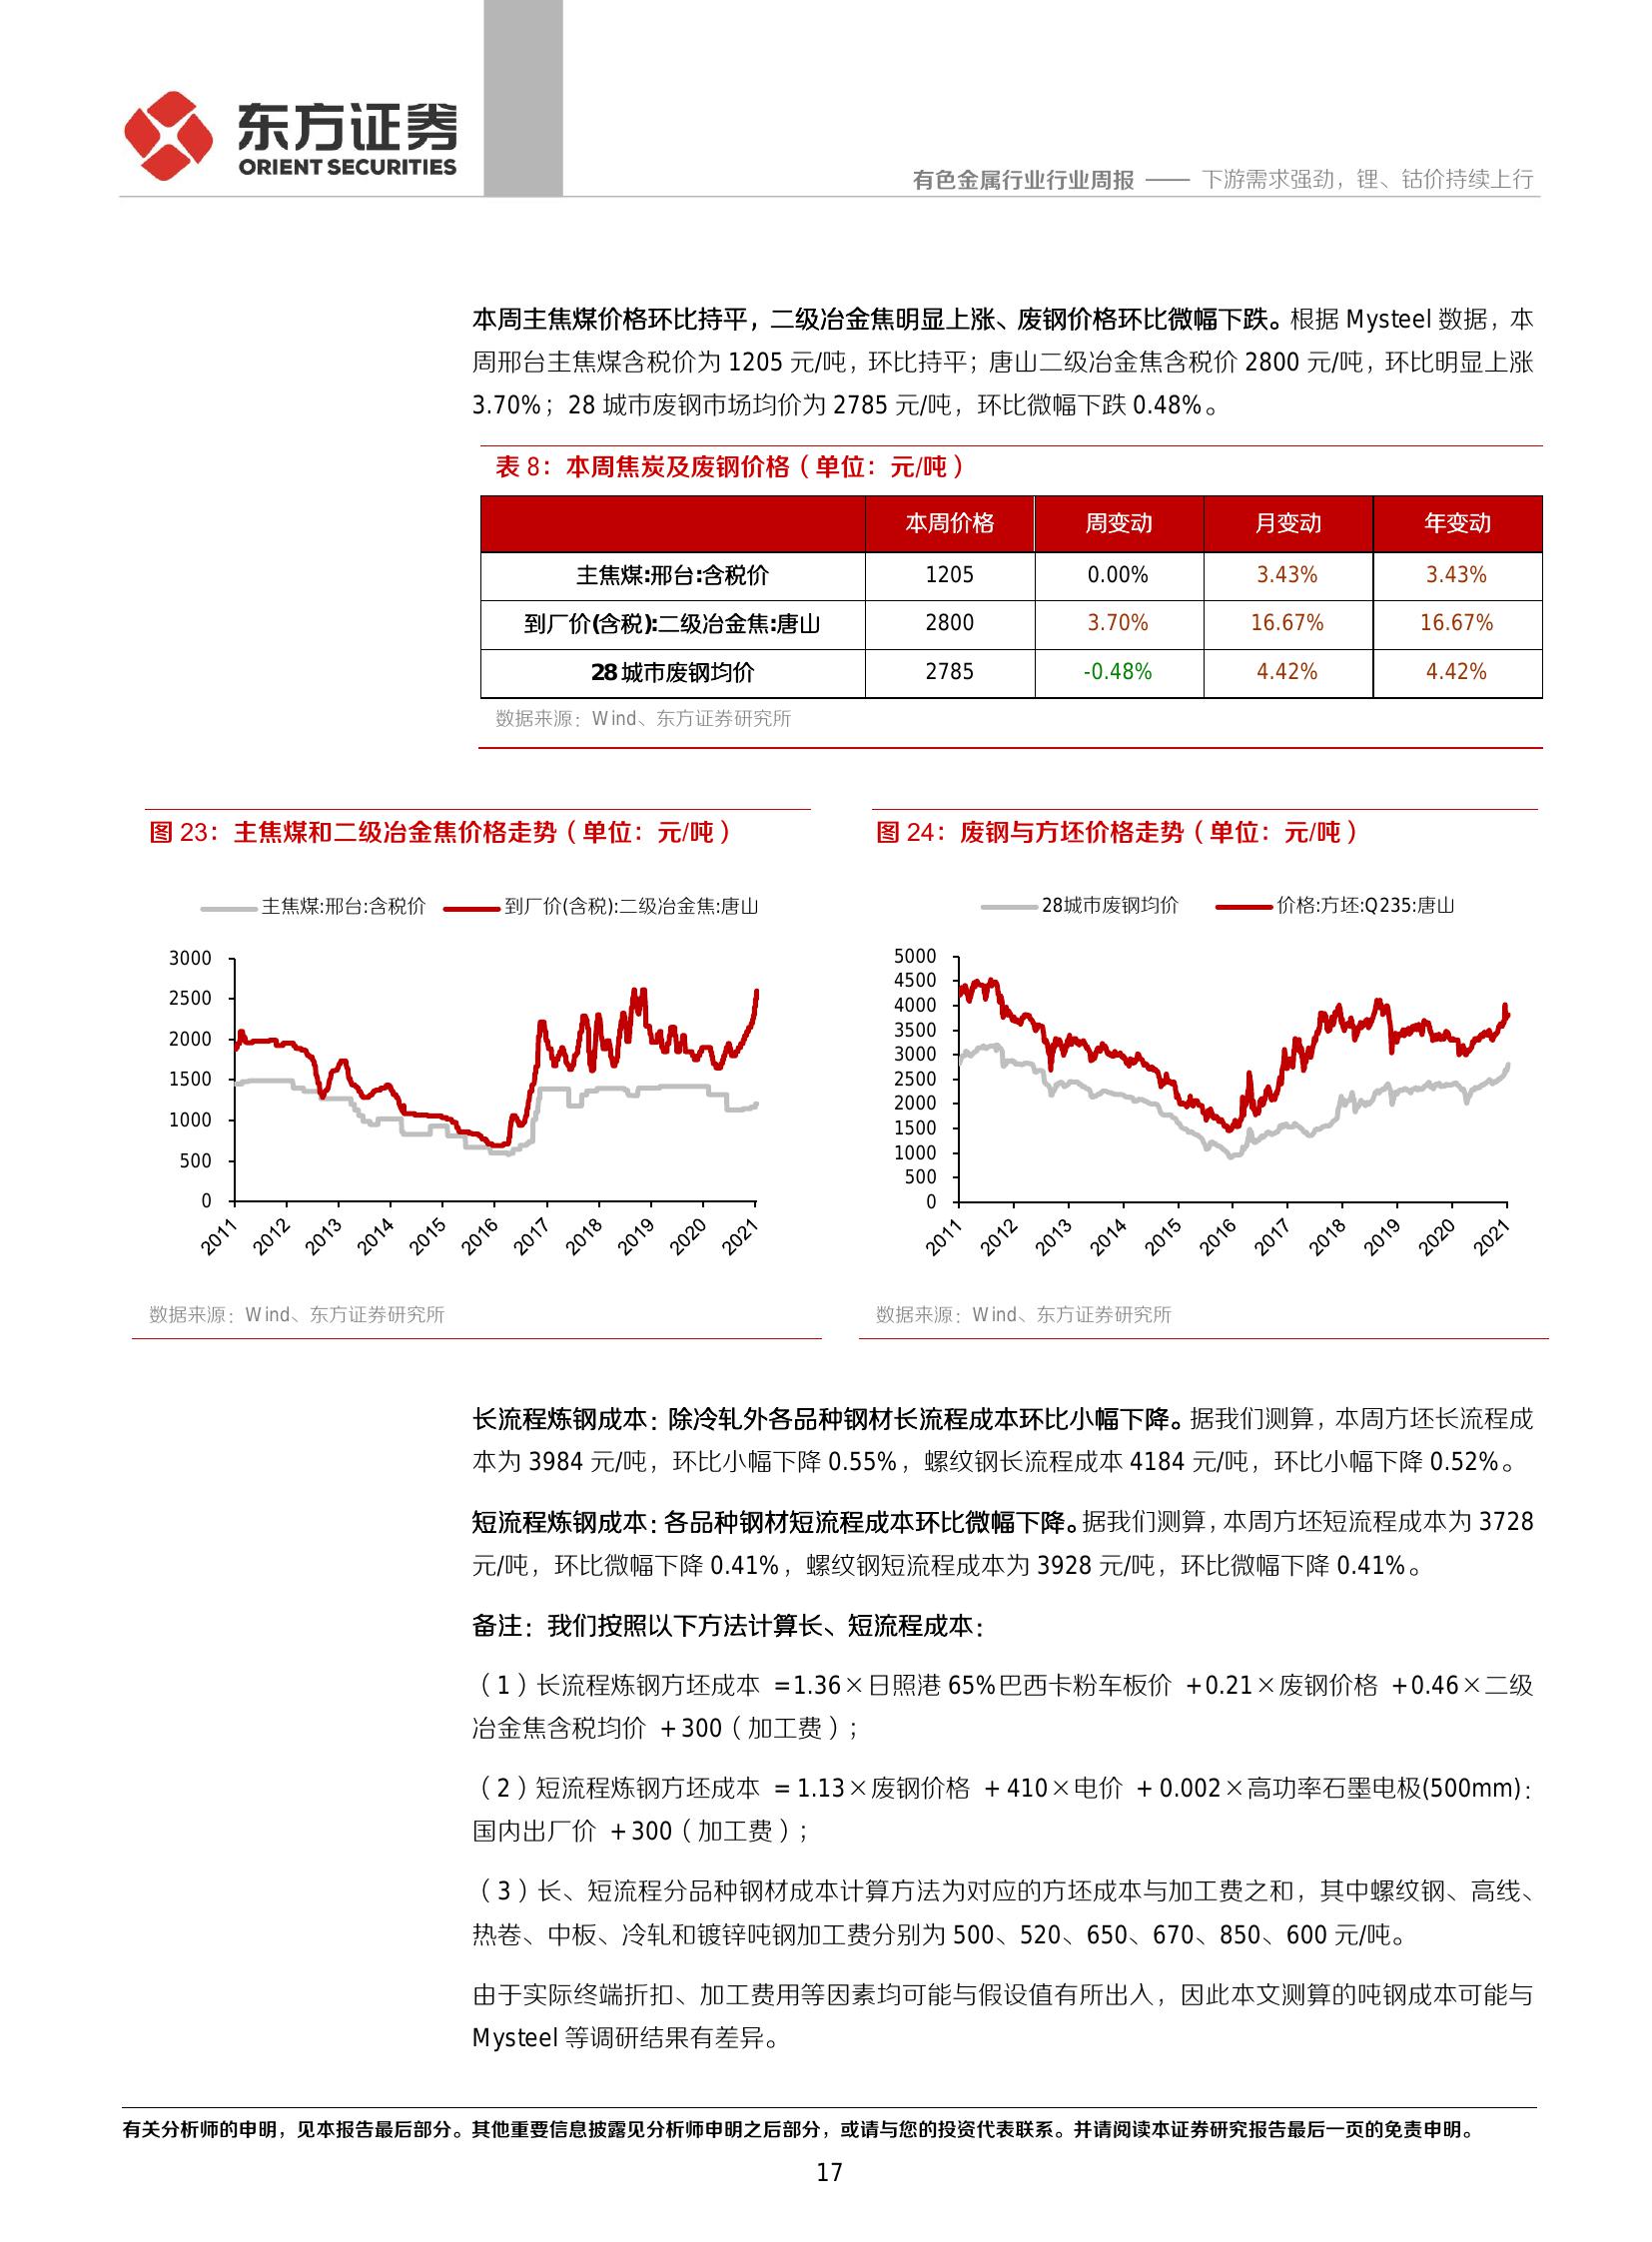 东方证券
ORIENT SECURITIES
有色金属行业行业周报 —— 下游需求强劲，锂、钴价持续上行
本周主焦煤价格环比持平，二级冶金焦明显上涨、废钢价格环比微幅下跌。根据 Mysteel 数据，本
周邢台主焦煤含税价为 1205 元/吨，环比持平；唐山二级冶金焦含税价 2800 元/吨，环比明显上涨
3.70%；28 城市废钢市场均价为 2785 元/吨，环比微幅下跌 0.48%。
表 8：本周焦炭及废钢价格（单位：元/吨）
本周价格 周变动 月变动 年变动
主焦煤:邢台:含税价 1205 0.00% 3.43% 3.43%
到厂价(含税):二级冶金焦:唐山 2800 3.70% 16.67% 16.67%
28 城市废钢均价 2785 -0.48% 4.42% 4.42%
数据来源：Wind、东方证券研究所
图 23：主焦煤和二级冶金焦价格走势（单位：元/吨）
主焦煤:邢台:含税价 到厂价(含税):二级冶金焦:唐山
3000
2500
2000
1500
1000
500
0
2011 2012 2013 2014 2015 2016 2017 2018 2019 2020 2021
数据来源：Wind、东方证券研究所
图 24：废钢与方坯价格走势（单位：元/吨）
28城市废钢均价 价格:方坯:Q235:唐山
5000
4500
4000
3500
3000
2500
2000
1500
1000
500
0
2011 2012 2013 2014 2015 2016 2017 2018 2019 2020 2021
数据来源：Wind、东方证券研究所
长流程炼钢成本：除冷轧外各品种钢材长流程成本环比小幅下降。据我们测算，本周方坯长流程成
本为 3984 元/吨，环比小幅下降 0.55%，螺纹钢长流程成本 4184 元/吨，环比小幅下降 0.52%。
短流程炼钢成本：各品种钢材短流程成本环比微幅下降。据我们测算，本周方坯短流程成本为 3728
元/吨，环比微幅下降 0.41%，螺纹钢短流程成本为 3928 元/吨，环比微幅下降 0.41%。
备注：我们按照以下方法计算长、短流程成本：
（1）长流程炼钢方坯成本 =1.36×日照港 65%巴西卡粉车板价 +0.21×废钢价格 +0.46×二级
冶金焦含税均价 +300（加工费）；
（2）短流程炼钢方坯成本 =1.13×废钢价格 +410×电价 +0.002×高功率石墨电极(500mm)：
国内出厂价 +300（加工费）；
（3）长、短流程分品种钢材成本计算方法为对应的方坯成本与加工费之和，其中螺纹钢、高线、
热卷、中板、冷轧和镀锌吨钢加工费分别为 500、520、650、670、850、600 元/吨。
由于实际终端折扣、加工费用等因素均可能与假设值有所出入，因此本文测算的吨钢成本可能与
Mysteel 等调研结果有差异。
有关分析师的申明，见本报告最后部分。其他重要信息披露见分析师申明之后部分，或请与您的投资代表联系。并请阅读本证券研究报告最后一页的免责申明。
17